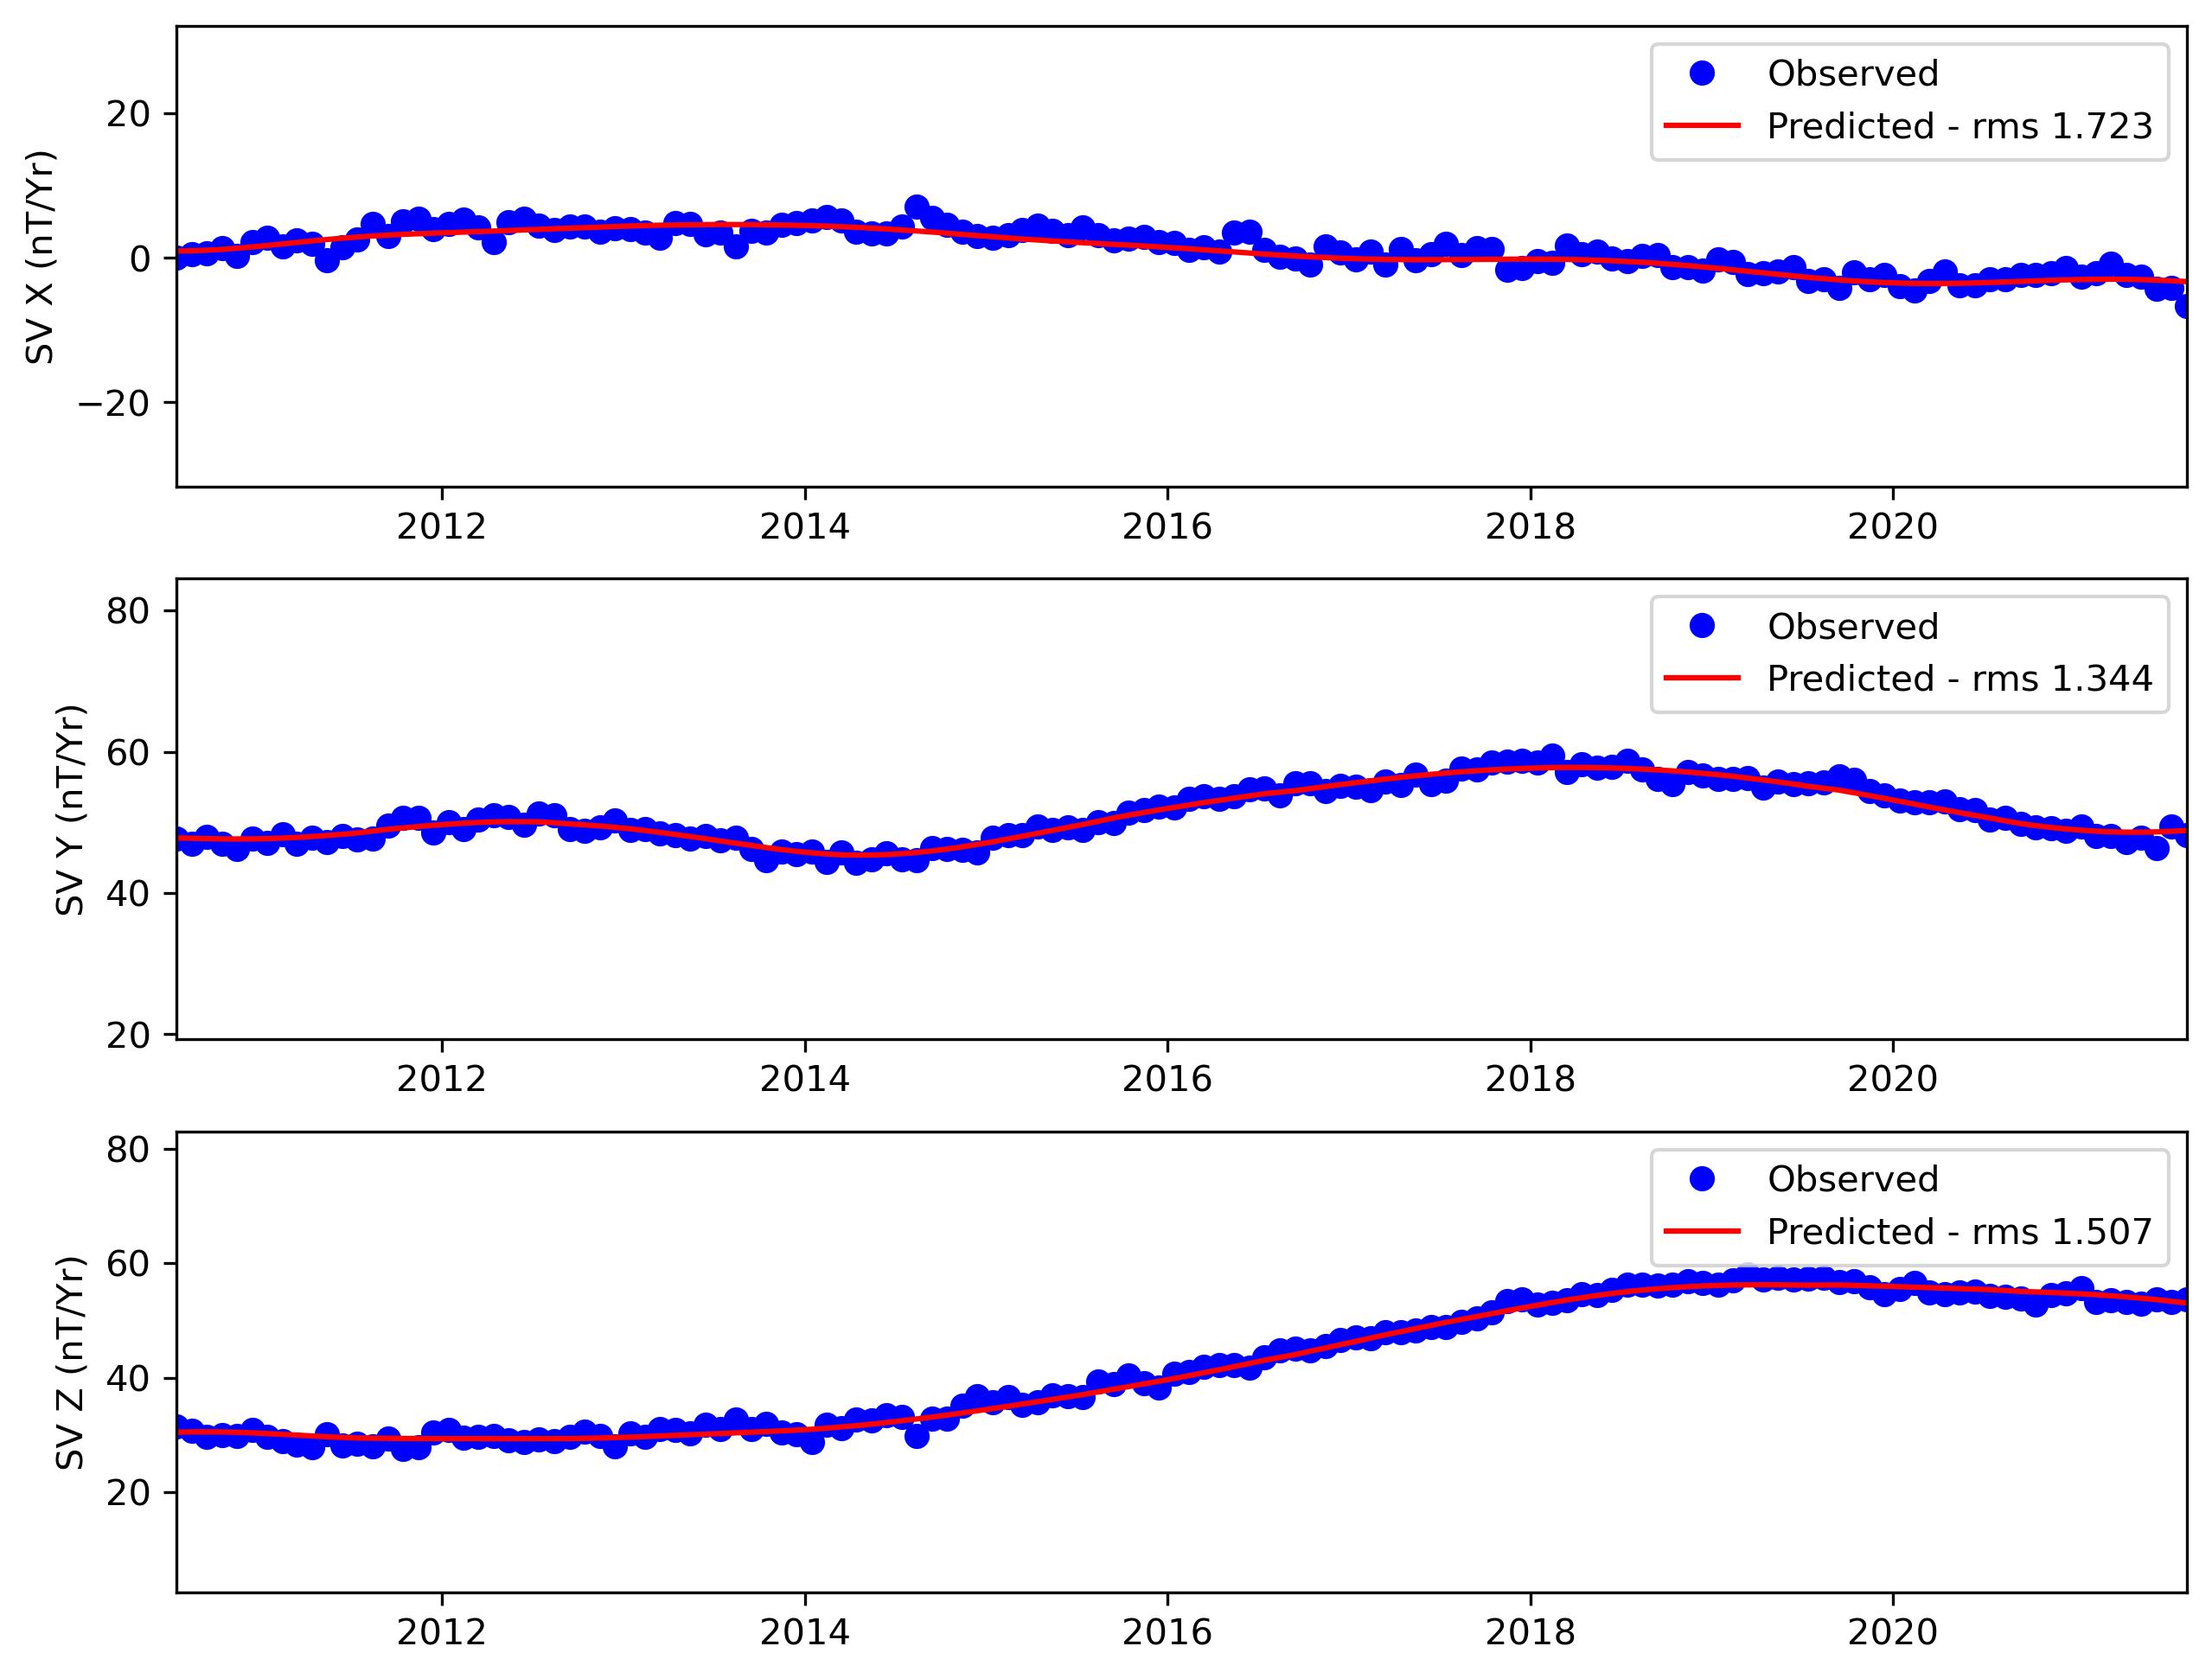 Observed
Predicted - rms 1.723
SV X (nT/Yr)
20
0
−20
2012 2014 2016 2018 2020
Observed
Predicted - rms 1.344
SV Y (nT/Yr)
80
60
40
20
2012 2014 2016 2018 2020
Observed
Predicted - rms 1.507
SV Z (nT/Yr)
80
60
40
20
2012 2014 2016 2018 2020